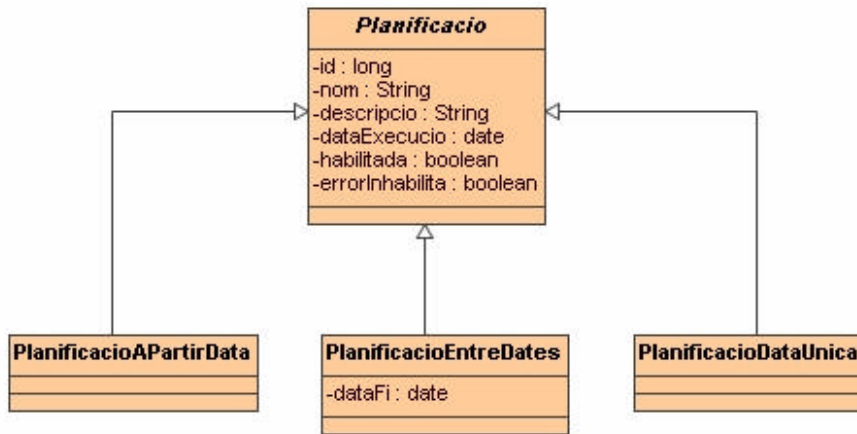 Planificacio
-id : long
-nom : String
-descripcio : String
-dataExecucio : date
-habilitada : boolean
-errorInhabilita : boolean
PlanificacioAPartirData
PlanificacioEntreDates
-dataFi : date
PlanificacioDataUnica